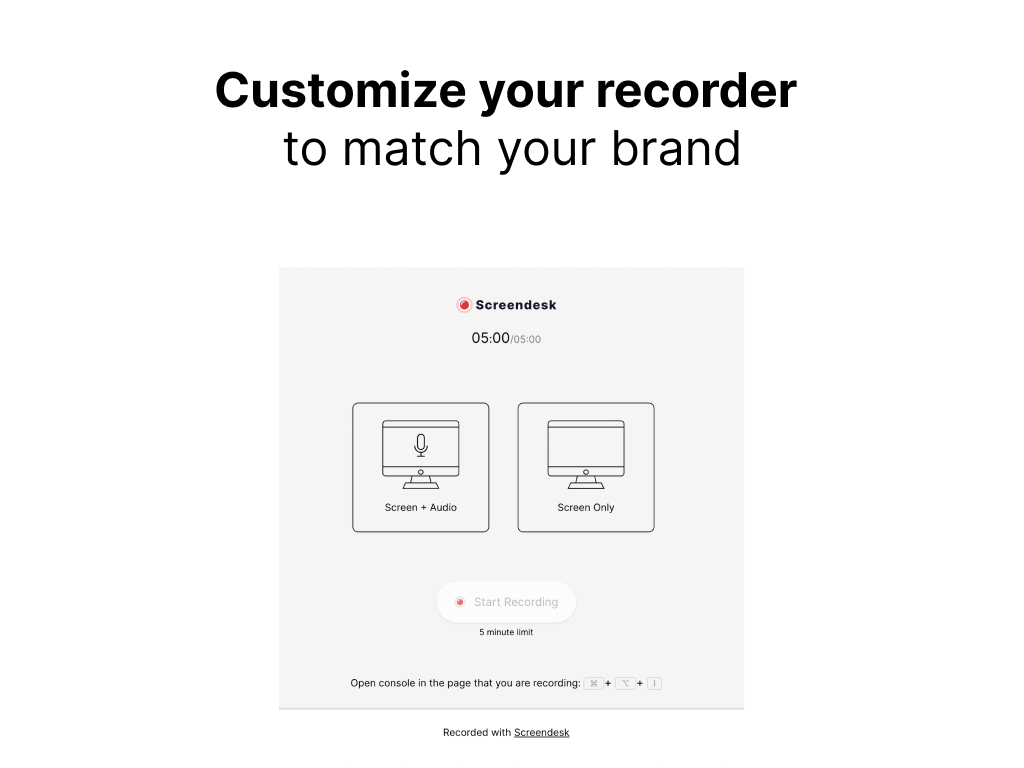 Customize your recorder
to match your brand
Screendesk
05:00/05:00
Screen + Audio
Screen Only
Start Recording
5 minute limit
Open console in the page that you are recording: ⌘ + ⌥ + I
Recorded with Screendesk